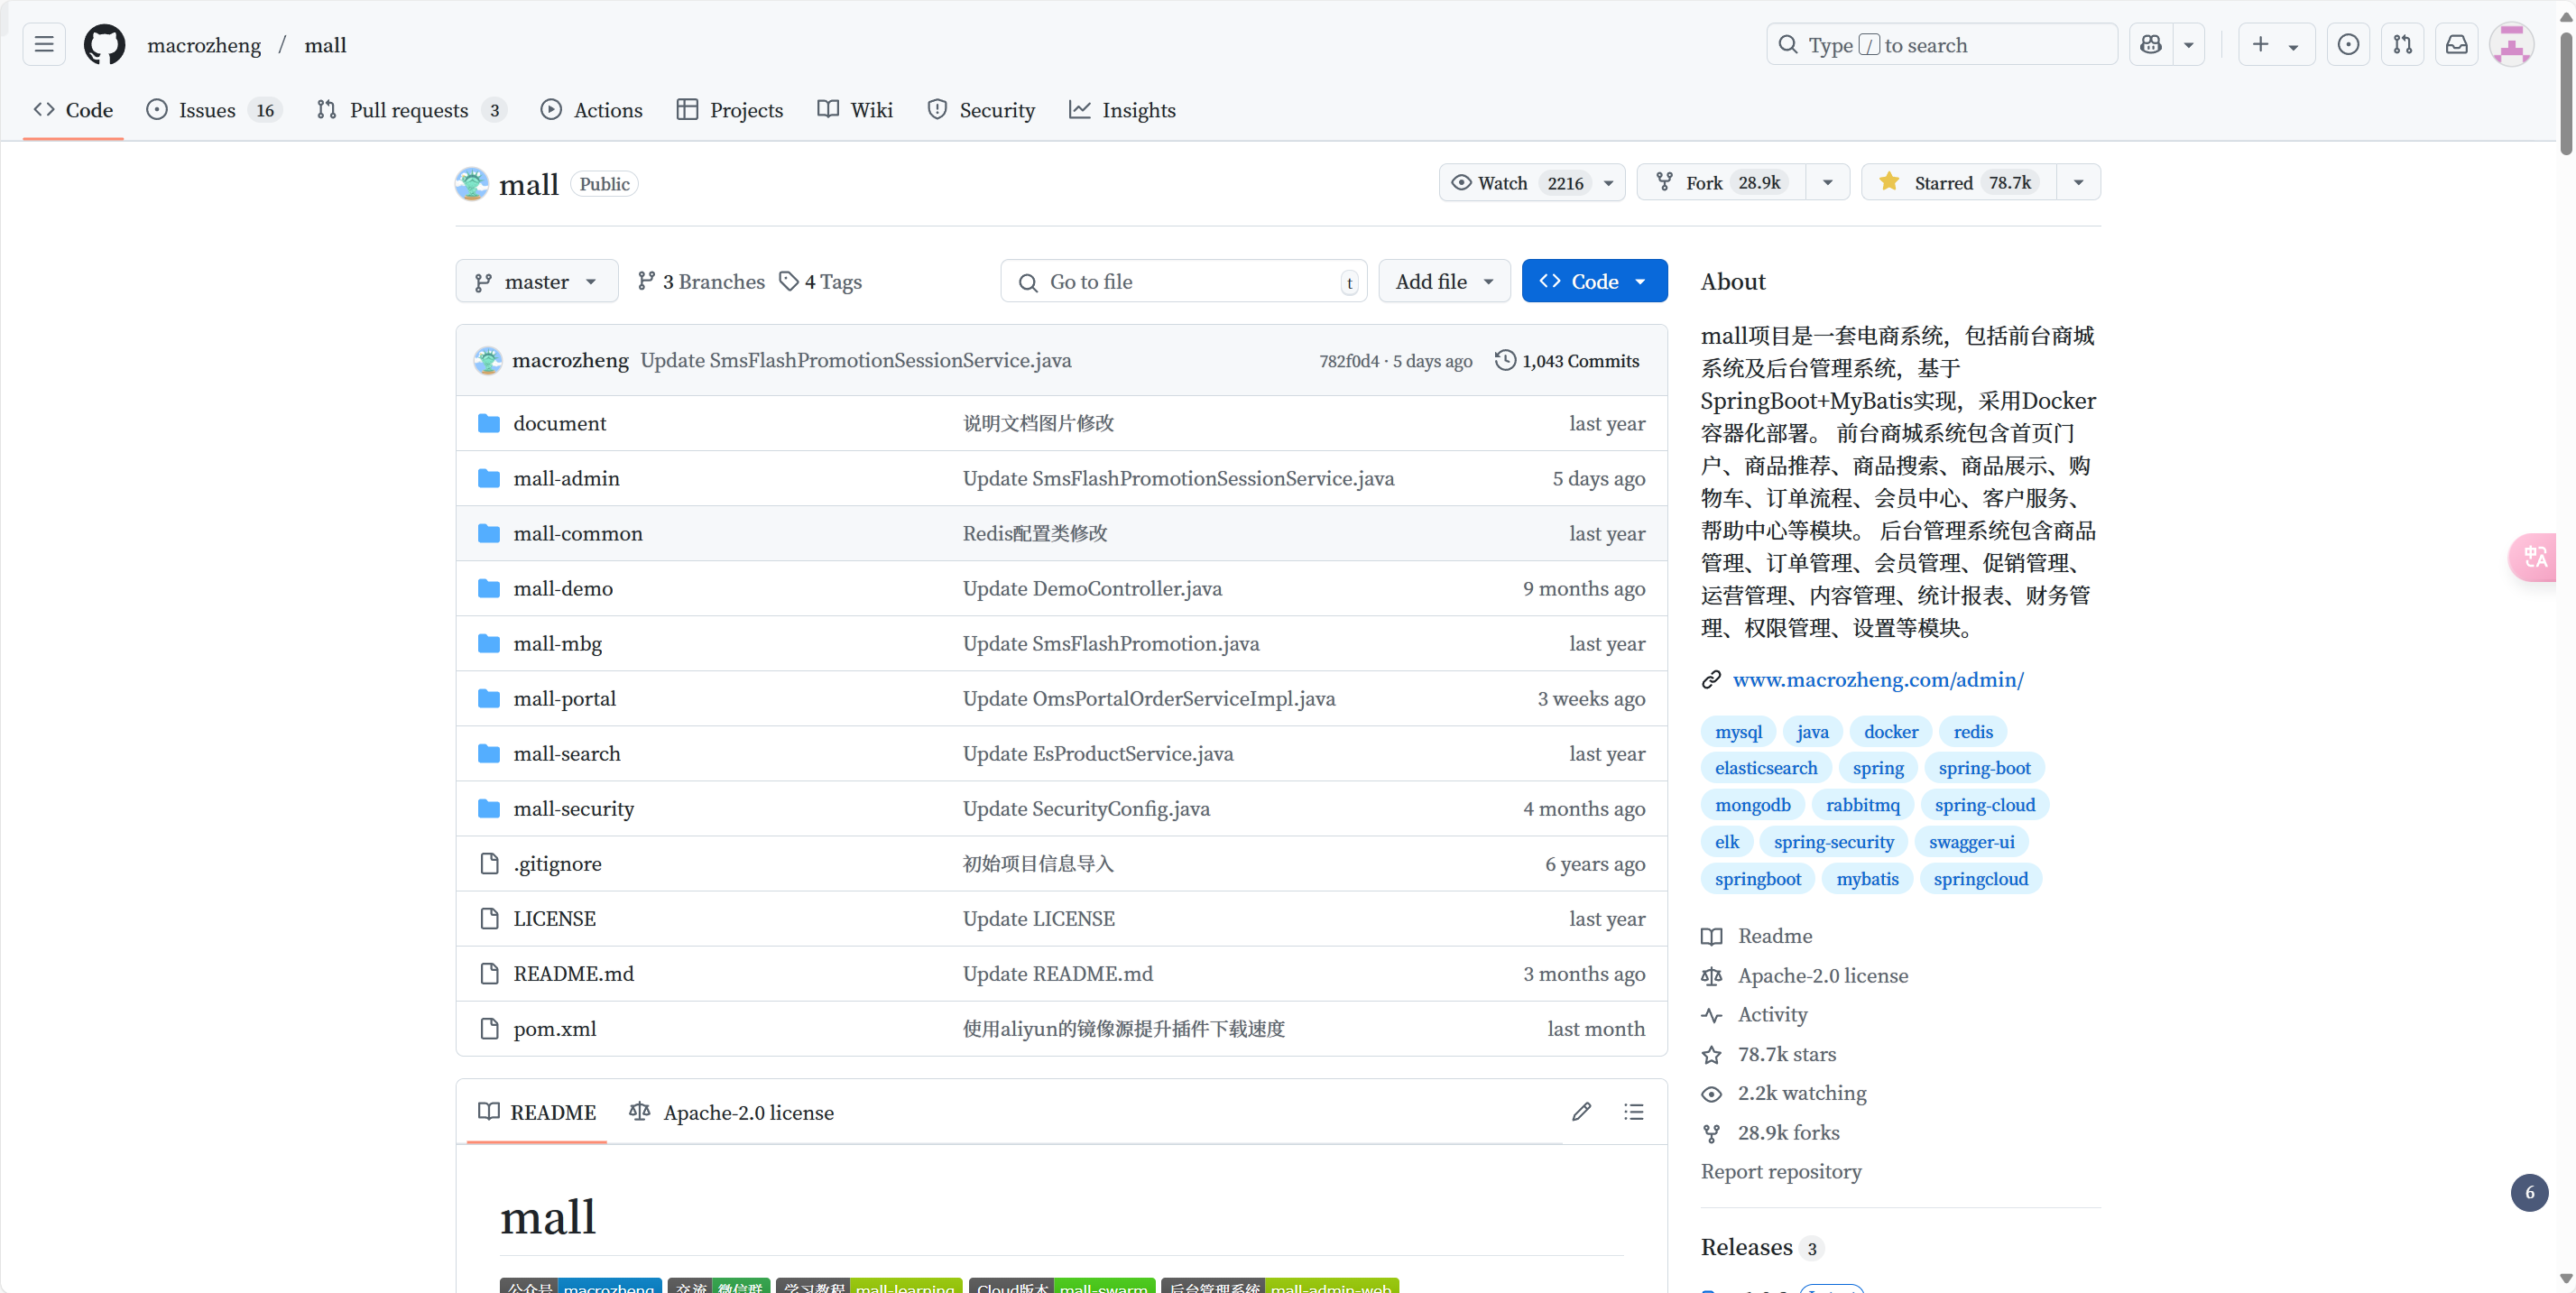 macrozheng / mall
Type / to search
Code
Issues 16
Pull requests 3
Actions
Projects
Wiki
Security
Insights
mall Public
Watch 2216
Fork 28.9k
Starred 78.7k
master
3 Branches
4 Tags
Go to file t
Add file
Code
macrozheng Update SmsFlashPromotionSessionService.java 782f0d4 · 5 days ago 1,043 Commits
document 说明文档图片修改 last year
mall-admin Update SmsFlashPromotionSessionService.java 5 days ago
mall-common Redis配置类修改 last year
mall-demo Update DemoController.java 9 months ago
mall-mbg Update SmsFlashPromotion.java last year
mall-portal Update OmsPortalOrderServiceImpl.java 3 weeks ago
mall-search Update EsProductService.java last year
mall-security Update SecurityConfig.java 4 months ago
.gitignore 初始项目信息导入 6 years ago
LICENSE Update LICENSE last year
README.md Update README.md 3 months ago
pom.xml 使用aliyun的镜像源提升插件下载速度 last month
README
Apache-2.0 license
mall
公众号 macrozheng 交流 微信群 学习教程 mall-learning Cloud版本 mall-swarm 后台管理系统 mall-admin-web
About
mall项目是一套电商系统，包括前台商城
系统及后台管理系统，基于
SpringBoot+MyBatis实现，采用Docker
容器化部署。 前台商城系统包含首页门
户、商品推荐、商品搜索、商品展示、购
物车、订单流程、会员中心、客户服务、
帮助中心等模块。 后台管理系统包含商品
管理、订单管理、会员管理、促销管理、
运营管理、内容管理、统计报表、财务管
理、权限管理、设置等模块。
www.macrozheng.com/admin/
mysql java docker redis
elasticsearch spring spring-boot
mongodb rabbitmq spring-cloud
elk spring-security swagger-ui
springboot mybatis springcloud
Readme
Apache-2.0 license
Activity
78.7k stars
2.2k watching
28.9k forks
Report repository
Releases 3
中A
6